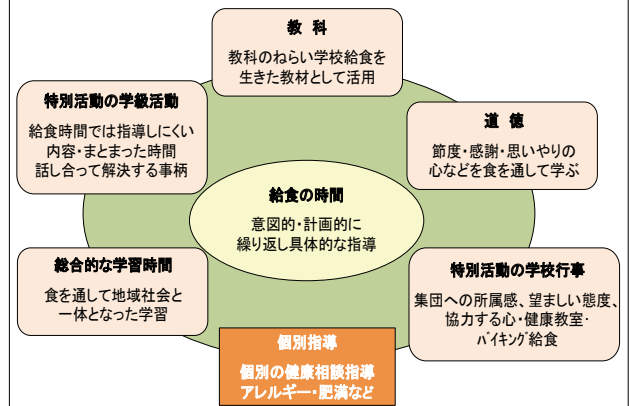 教 科
教科のねらい学校給食を
生きた教材として活用
特別活動の学級活動
給食時間では指導しにくい
内容・まとまった時間
話し合って解決する事柄
道 徳
節度・感謝・思いやりの
心などを食を通して学ぶ
給食の時間
意図的・計画的に
繰り返し具体的な指導
総合的な学習時間
食を通して地域社会と
一体となった学習
特別活動の学校行事
集団への所属感、望ましい態度、
協力する心・健康教室・
バイキング給食
個別指導
個別の健康相談指導
アレルギー・肥満など